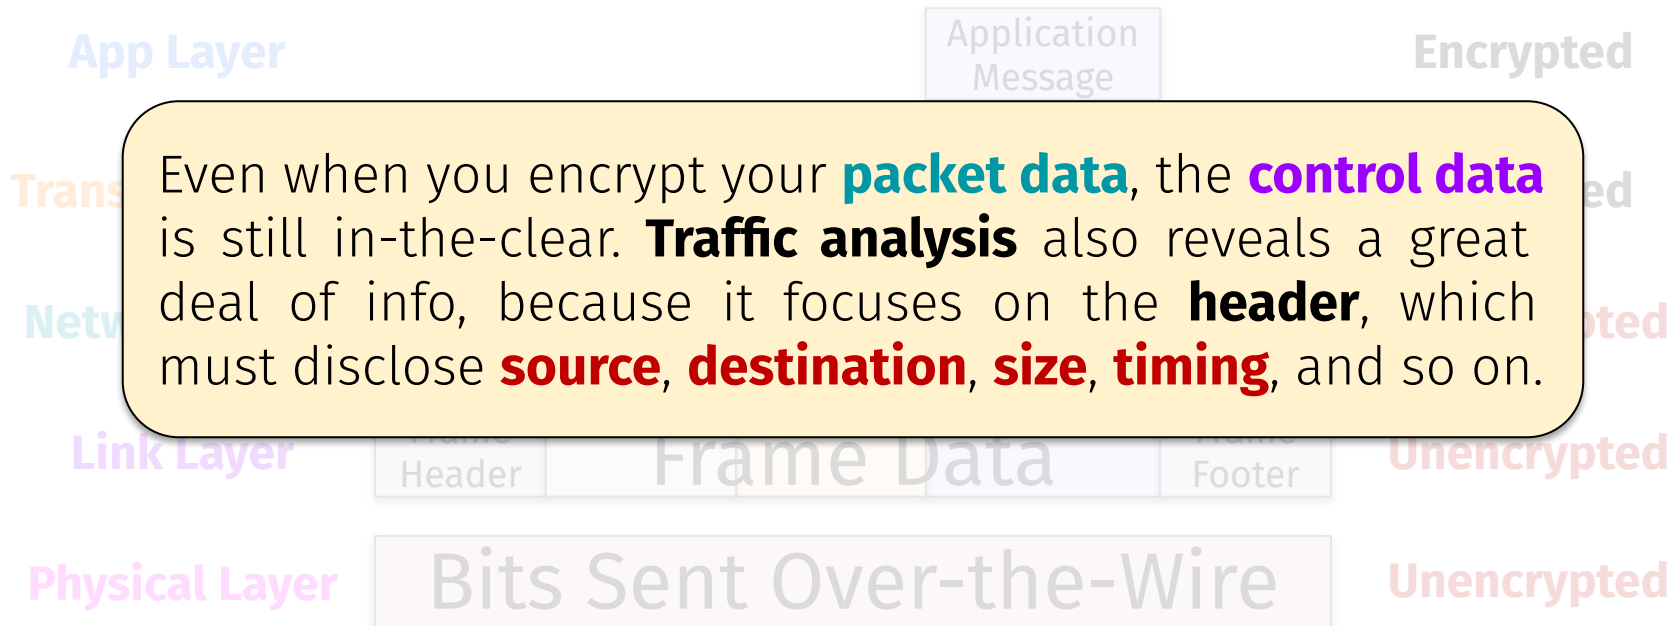 App Layer
Application
Message
Encrypted
Even when you encrypt your packet data, the control data
is still in-the-clear. Traffic analysis also reveals a great
deal of info, because it focuses on the header, which
must disclose source, destination, size, timing, and so on.
Link Layer
Frame
Header
Frame Data
Frame
Footer
Unencrypted
Physical Layer
Bits Sent Over-the-Wire
Unencrypted